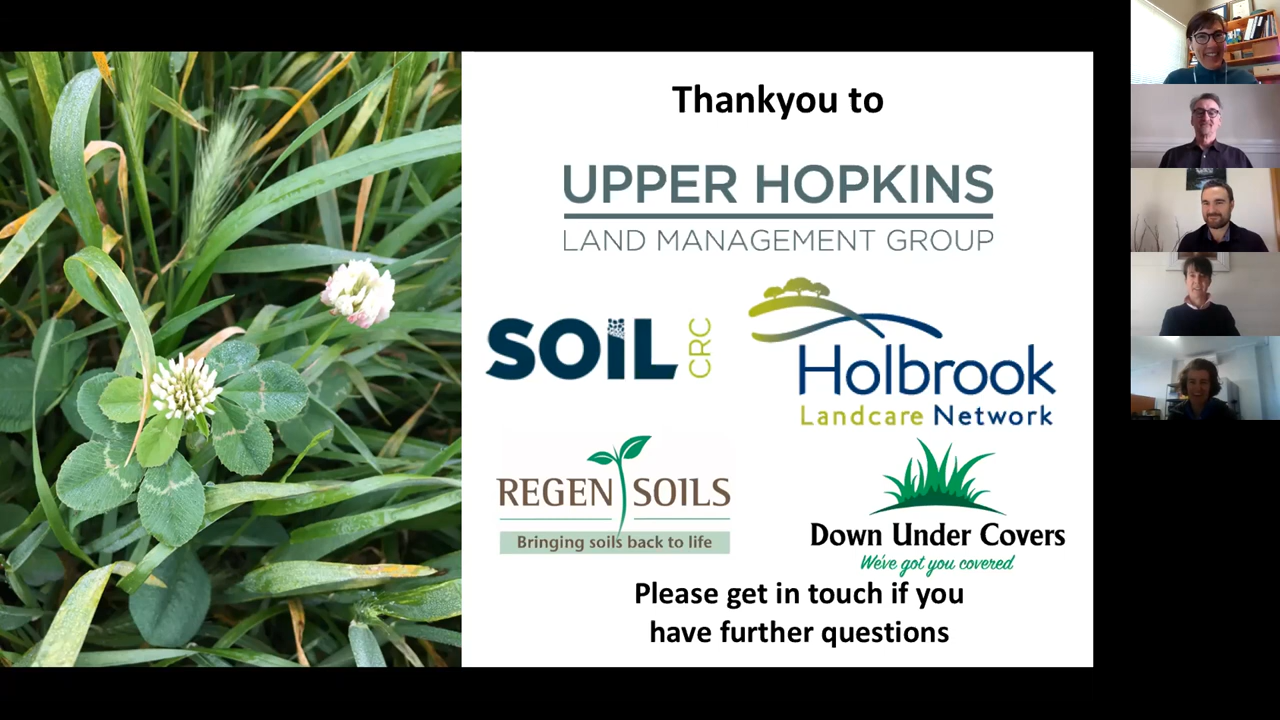 Thankyou to
UPPER HOPKINS
LAND MANAGEMENT GROUP
SOIL CRC
Holbrook
Landcare Network
REGEN SOILS
Bringing soils back to life
Down Under Covers
We've got you covered
Please get in touch if you
have further questions